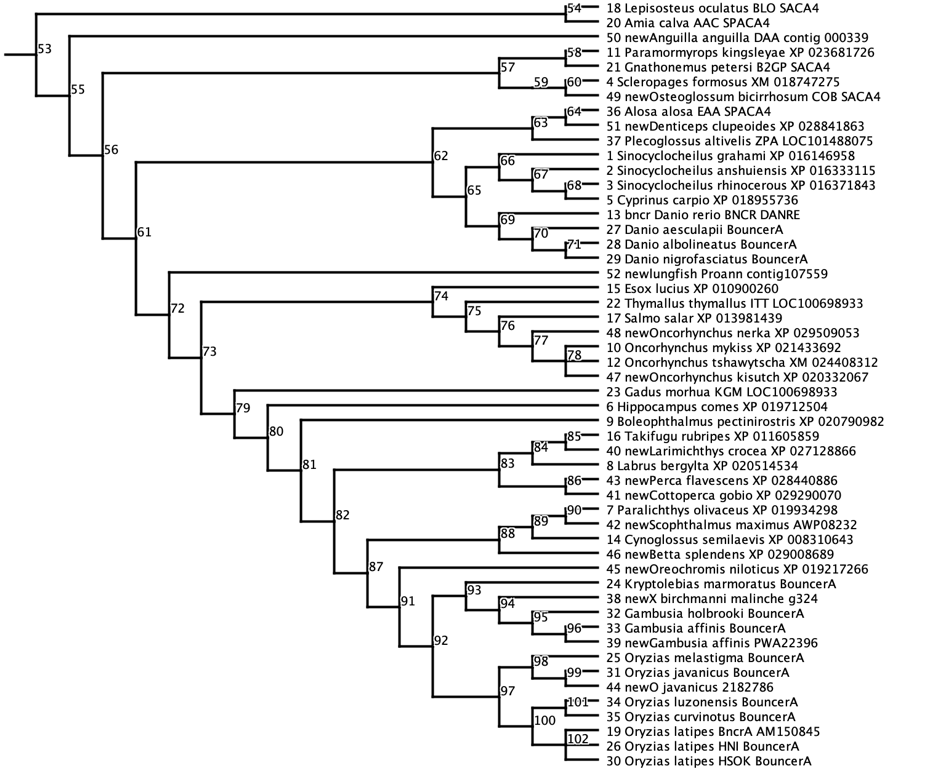 54 18 Lepisosteus oculatus BLO SACA4
20 Amia calva AAC SPACA4
50 newAnguilla anguilla DAA contig 000339
53
58 11 Paramormyrops kingsleyae XP 023681726
57 21 Gnathonemus petersi B2GP SACA4
59 60 4 Scleropages formosus XM 018747275
55
49 newOsteoglossum bicirrhosum COB SACA4
64 36 Alosa alosa EAA SPACA4
63 51 newDenticeps clupeoides XP 028841863
37 Plecoglossus altivelis ZPA LOC101488075
56
62 66 1 Sinocyclocheilus grahami XP 016146958
67 2 Sinocyclocheilus anshuiensis XP 016333115
68 3 Sinocyclocheilus rhinocerous XP 016371843
65
5 Cyprinus carpio XP 018955736
69 13 bncr Danio rerio BNCR DANRE
61 70 27 Danio aesculapii BouncerA
71 28 Danio albolineatus BouncerA
29 Danio nigrofasciatus BouncerA
52 newlungfish Proann contig107559
74 15 Esox lucius XP 010900260
72 75 22 Thymallus thymallus ITT LOC100698933
76 17 Salmo salar XP 013981439
77 48 newOncorhynchus nerka XP 029509053
73 10 Oncorhynchus mykiss XP 021433692
78 12 Oncorhynchus tshawytscha XM 024408312
47 newOncorhynchus kisutch XP 020332067
23 Gadus morhua KGM LOC100698933
79 6 Hippocampus comes XP 019712504
80 9 Boleophthalmus pectinirostris XP 020790982
85 16 Takifugu rubripes XP 011605859
84 40 newLarimichthys crocea XP 027128866
81 83 8 Labrus bergylta XP 020514534
86 43 newPerca flavescens XP 028440886
41 newCottoperca gobio XP 029290070
90 7 Paralichthys olivaceus XP 019934298
82 89 42 newScophthalmus maximus AWP08232
88 14 Cynoglossus semilaevis XP 008310643
46 newBetta splendens XP 029008689
87 45 newOreochromis niloticus XP 019217266
93 24 Kryptolebias marmoratus BouncerA
91 94 38 newX birchmanni malinche g324
95 32 Gambusia holbrooki BouncerA
96 33 Gambusia affinis BouncerA
92 39 newGambusia affinis PWA22396
98 25 Oryzias melastigma BouncerA
99 31 Oryzias javanicus BouncerA
97 44 newO javanicus 2182786
101 34 Oryzias luzonensis BouncerA
100 35 Oryzias curvinotus BouncerA
19 Oryzias latipes BncrA AM150845
102 26 Oryzias latipes HNI BouncerA
30 Oryzias latipes HSOK BouncerA